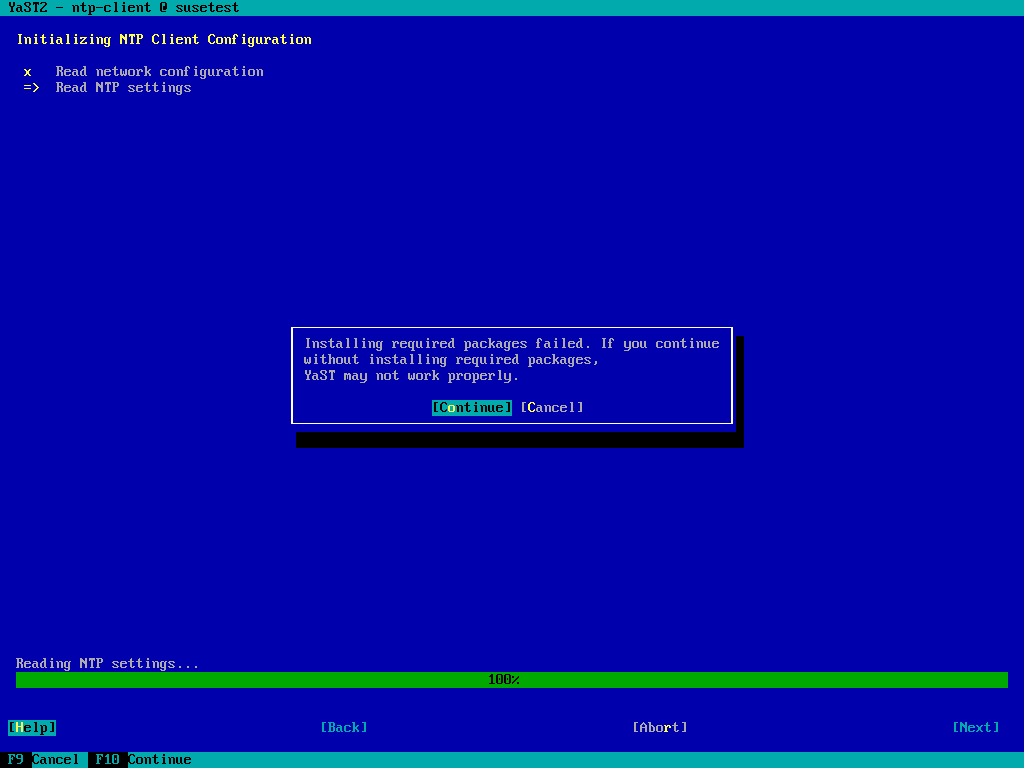 YaST2 - ntp-client @ susetest
Initializing NTP Client Configuration
x Read network configuration
=> Read NTP settings
Installing required packages failed. If you continue
without installing required packages,
YaST may not work properly.
[Continue] [Cancel]
Reading NTP settings...
100%
[Help] [Back] [Abort] [Next]
F9 Cancel F10 Continue